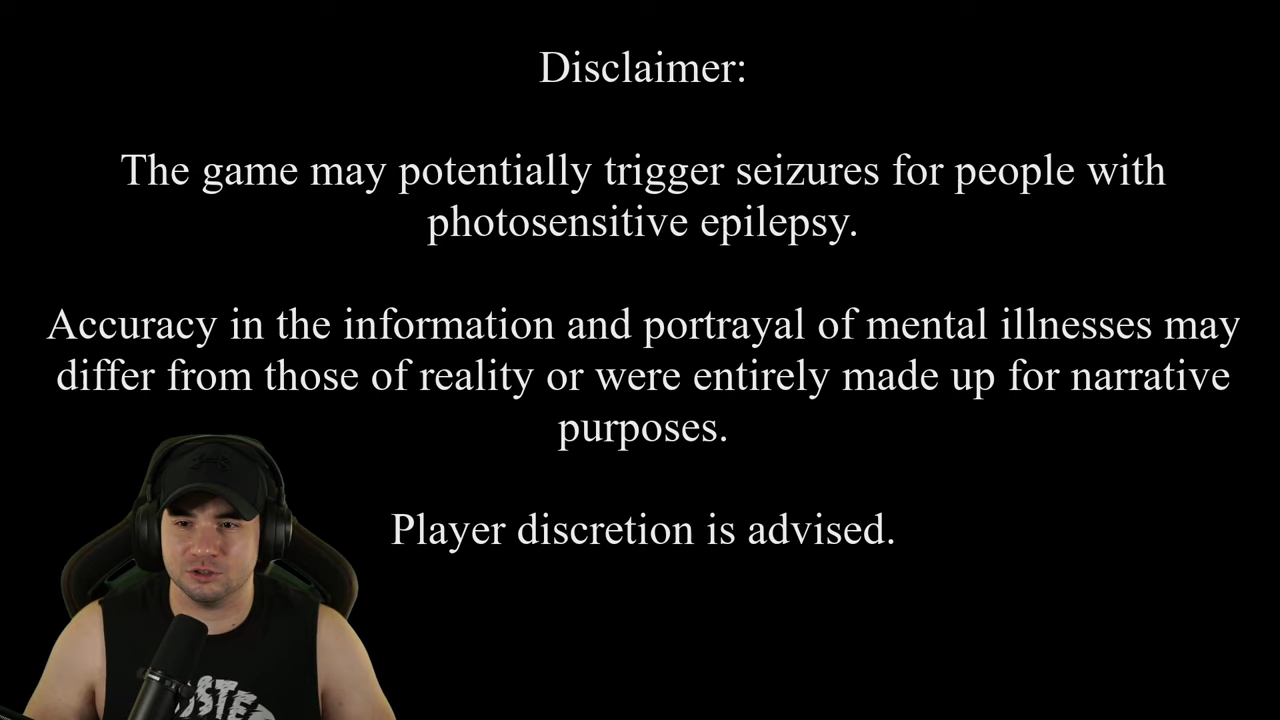 Disclaimer:
The game may potentially trigger seizures for people with
photosensitive epilepsy.
Accuracy in the information and portrayal of mental illnesses may
differ from those of reality or were entirely made up for narrative
purposes.
Player discretion is advised.